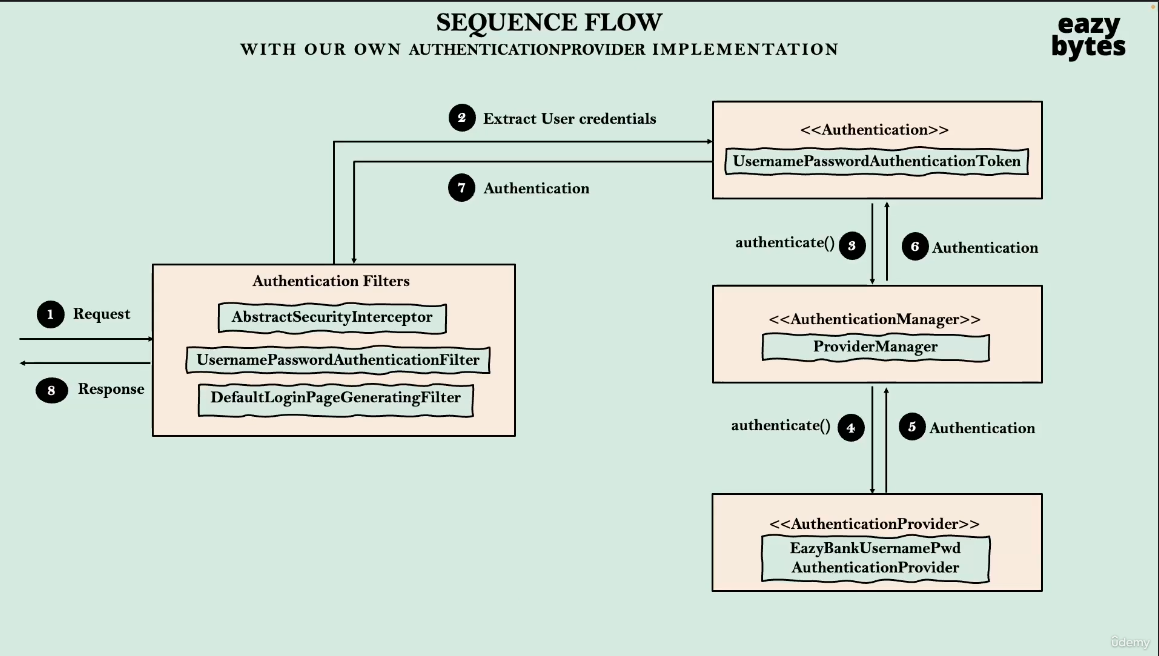 SEQUENCE FLOW
WITH OUR OWN AUTHENTICATIONPROVIDER IMPLEMENTATION
eazy
bytes
2 Extract User credentials
7 Authentication
<<Authentication>>
UsernamePasswordAuthenticationToken
authenticate() 3
6 Authentication
Authentication Filters
AbstractSecurityInterceptor
UsernamePasswordAuthenticationFilter
DefaultLoginPageGeneratingFilter
1 Request
8 Response
<<AuthenticationManager>>
ProviderManager
authenticate() 4
5 Authentication
<<AuthenticationProvider>>
EazyBankUsernamePwd
AuthenticationProvider
ûdemy